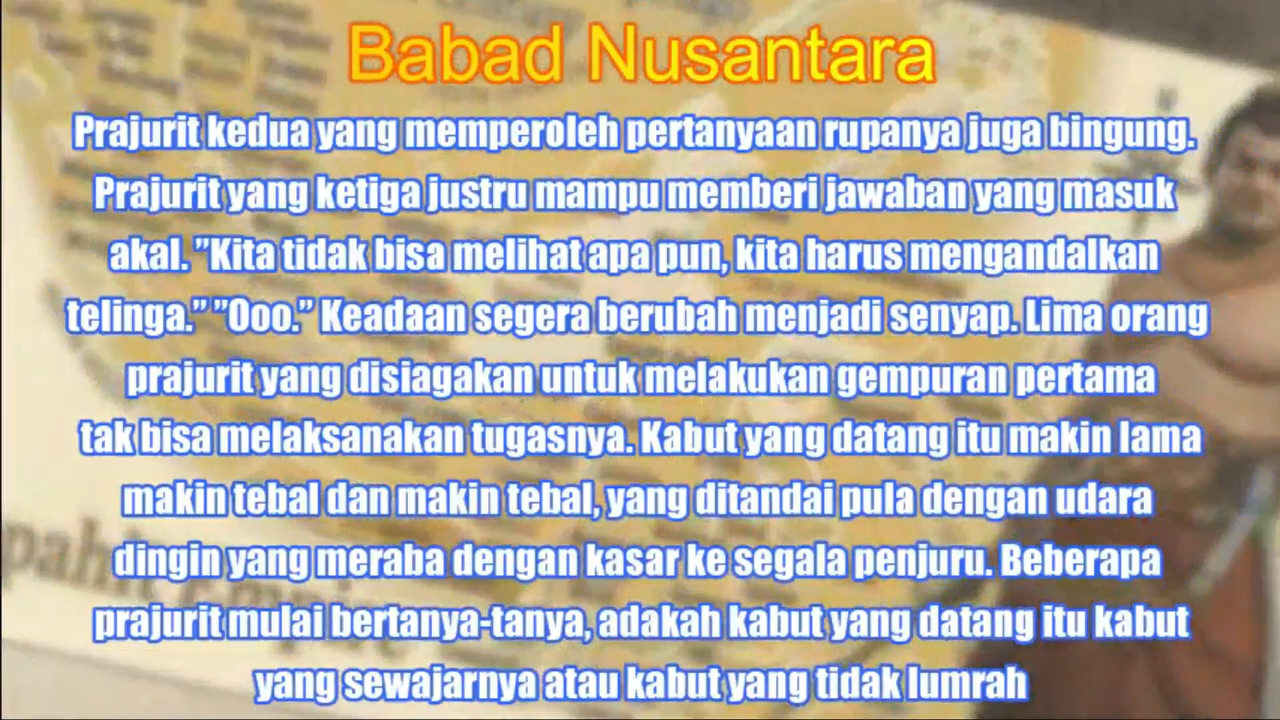 Babad Nusantara
Prajurit kedua yang memperoleh pertanyaan rupanya juga bingung.
Prajurit yang ketiga justru mampu memberi jawaban yang masuk
akal. ”Kita tidak bisa melihat apa pun, kita harus mengandalkan
telinga.” ”Ooo.” Keadaan segera berubah menjadi senyap. Lima orang
prajurit yang disiagakan untuk melakukan gempuran pertama
tak bisa melaksanakan tugasnya. Kabut yang datang itu makin lama
makin tebal dan makin tebal, yang ditandai pula dengan udara
dingin yang meraba dengan kasar ke segala penjuru. Beberapa
prajurit mulai bertanya-tanya, adakah kabut yang datang itu kabut
yang sewajarnya atau kabut yang tidak lumrah